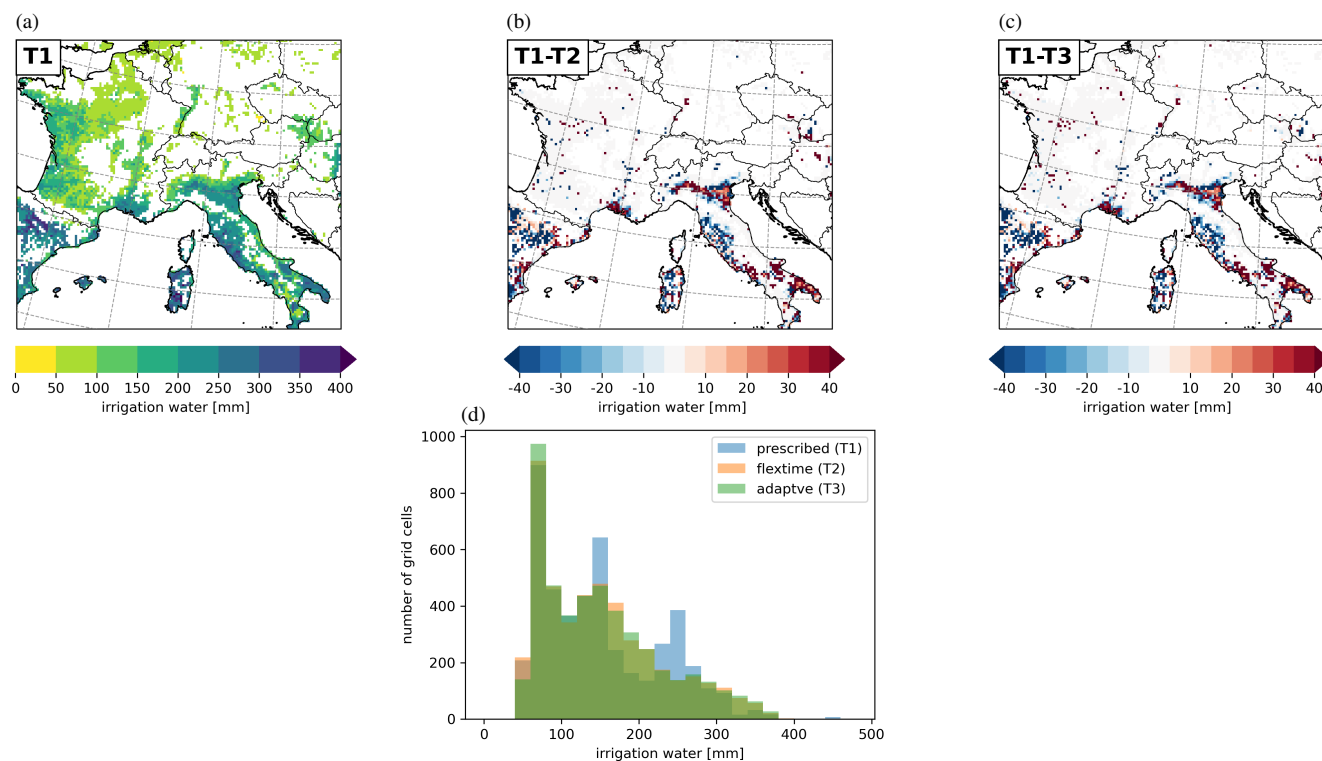 (a)
(b)
(c)
T1
T1-T2
T1-T3
0 50 100 150 200 250 300 350 400
irrigation water [mm]
-40 -30 -20 -10 10 20 30 40
irrigation water [mm]
-40 -30 -20 -10 10 20 30 40
irrigation water [mm]
(d)
1000
800
600
400
200
0
number of grid cells
prescribed (T1)
flextime (T2)
adaptve (T3)
0 100 200 300 400 500
irrigation water [mm]